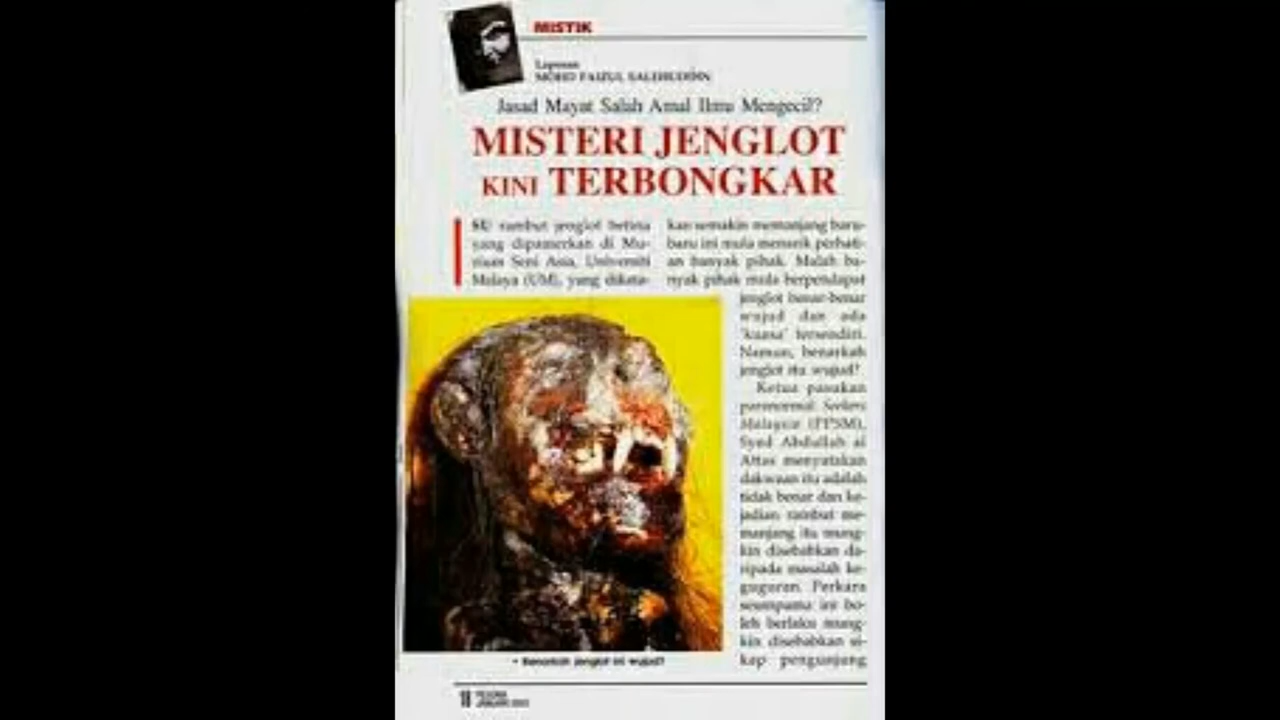 MISTIK
Laporan
MOHD FAIZUL SALEHUDDIN
Jasad Mayat Salah Amal Ilmu Mengecil?
MISTERI JENGLOT
KINI TERBONGKAR
ISU rambut jenglot betina
yang dipamerkan di Mu-
zium Seni Asia, Universiti
Malaya (UM), yang dikata-
kan semakin memanjang baru-
baru ini mula menarik perhati-
an banyak pihak. Malah ba-
nyak pihak mula berpendapat
jenglot benar-benar
wujud dan ada
'kuasa' tersendiri.
Namun, benarkah
jenglot itu wujud?
Ketua pasukan
paranormal Seekers
Malaysia (PPSM),
Syed Abdullah al
Attas menyatakan
dakwaan itu adalah
tidak benar dan ke-
jadian rambut me-
manjang itu mung-
kin disebabkan da-
ripada masalah ke-
guguran. Perkara
seumpama ini bo-
leh berlaku mung-
kin disebabkan si-
kap pengunjung
• Benarkah jenglot ini wujud?
18
JANUARI